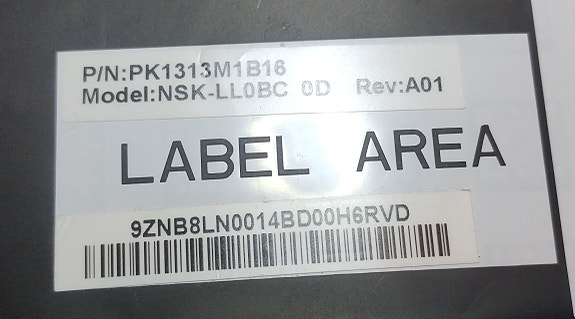 P/N:PK1313M1B16
Model:NSK-LL0BC 0D Rev:A01
LABEL AREA
9ZNB8LN0014BD00H6RVD